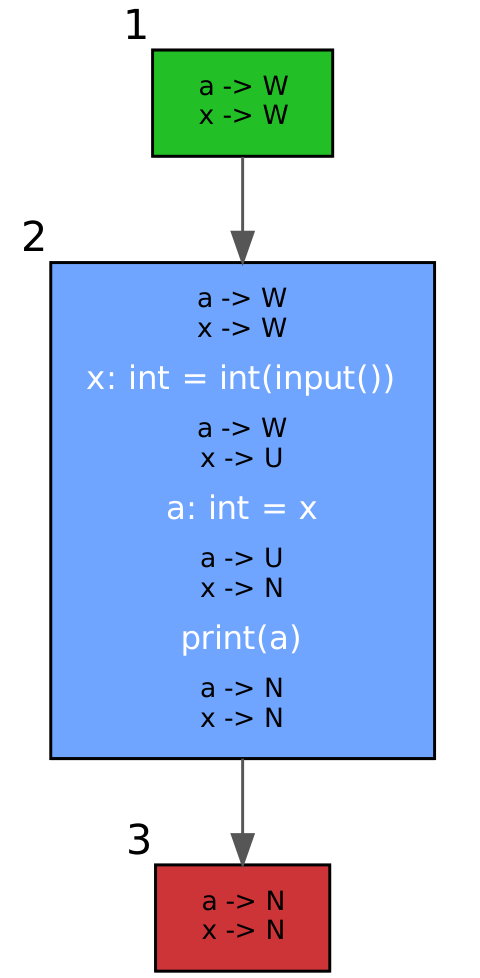 1
a -> W
x -> W
2
a -> W
x -> W
x: int = int(input())
a -> W
x -> U
a: int = x
a -> U
x -> N
print(a)
a -> N
x -> N
3
a -> N
x -> N